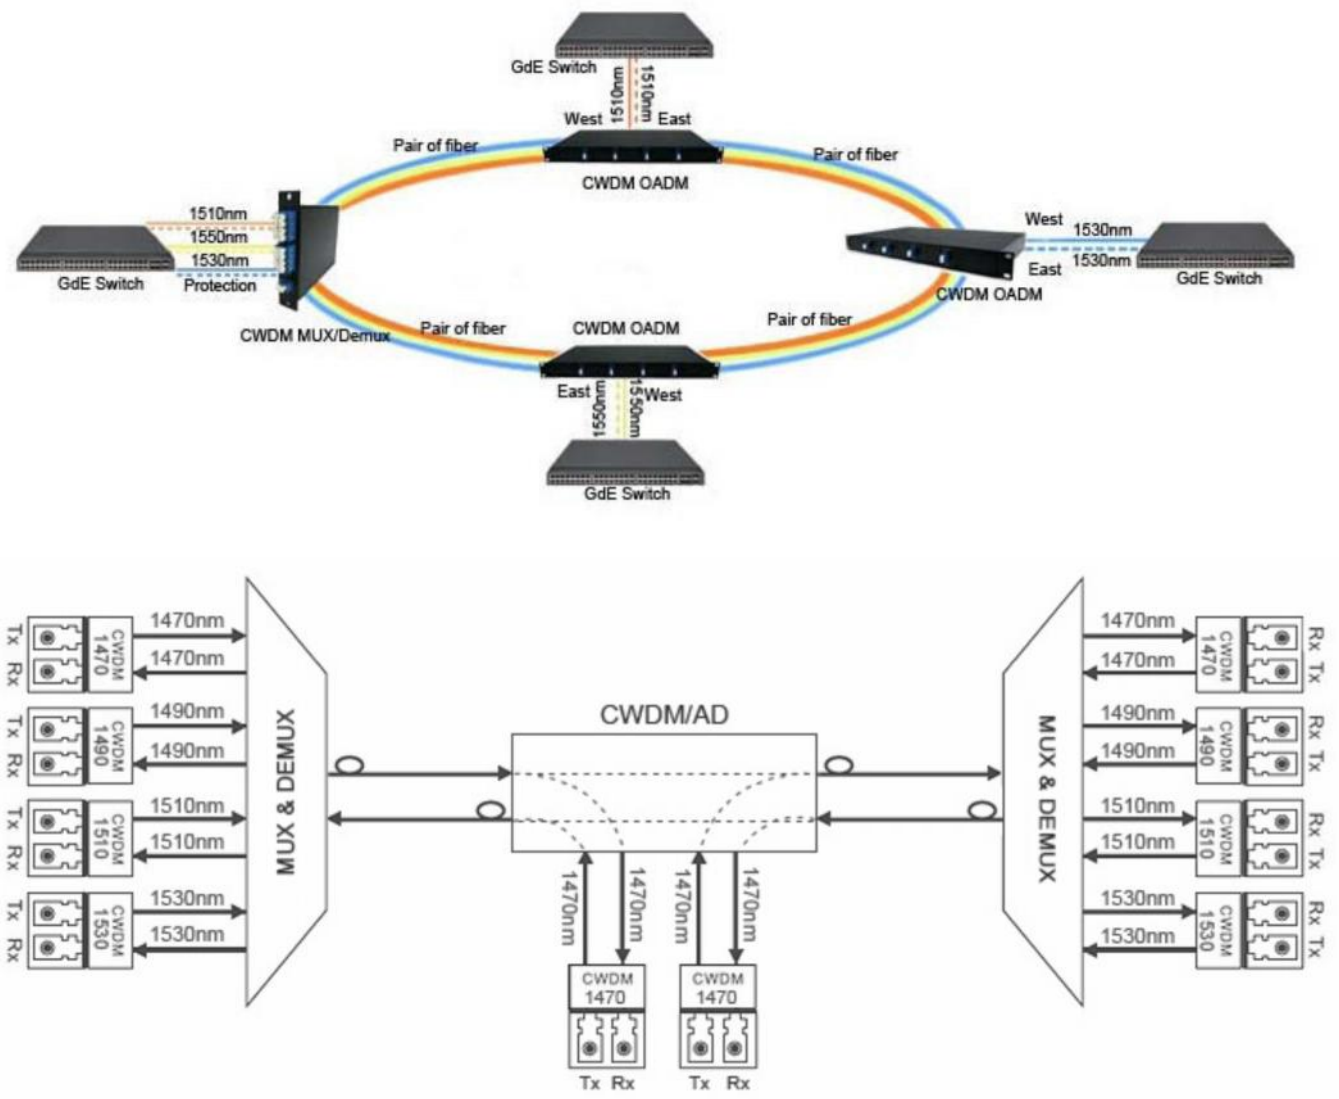 GdE Switch
1510nm
1510nm
West
East
Pair of fiber
Pair of fiber
CWDM OADM
1510nm
1550nm
1530nm
Protection
GdE Switch
CWDM MUX/Demux
West
1530nm
East
1530nm
GdE Switch
CWDM OADM
Pair of fiber
CWDM OADM
Pair of fiber
East
1550nm
1550nm
West
GdE Switch
Tx
Rx
CWDM
1470
1470nm
1470nm
Tx
Rx
CWDM
1490
1490nm
1490nm
Tx
Rx
CWDM
1510
1510nm
1510nm
Tx
Rx
CWDM
1530
1530nm
1530nm
MUX & DEMUX
CWDM/AD
1470nm
1470nm
1470nm
1470nm
CWDM
1470
CWDM
1470
Tx Rx
Tx Rx
MUX & DEMUX
1470nm
1470nm
CWDM
1470
Rx
Tx
1490nm
1490nm
CWDM
1490
Rx
Tx
1510nm
1510nm
CWDM
1510
Rx
Tx
1530nm
1530nm
CWDM
1530
Rx
Tx